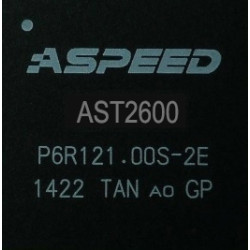 ASPEED
AST2600
P6R121.00S-2E
1422 TAN A0 GP